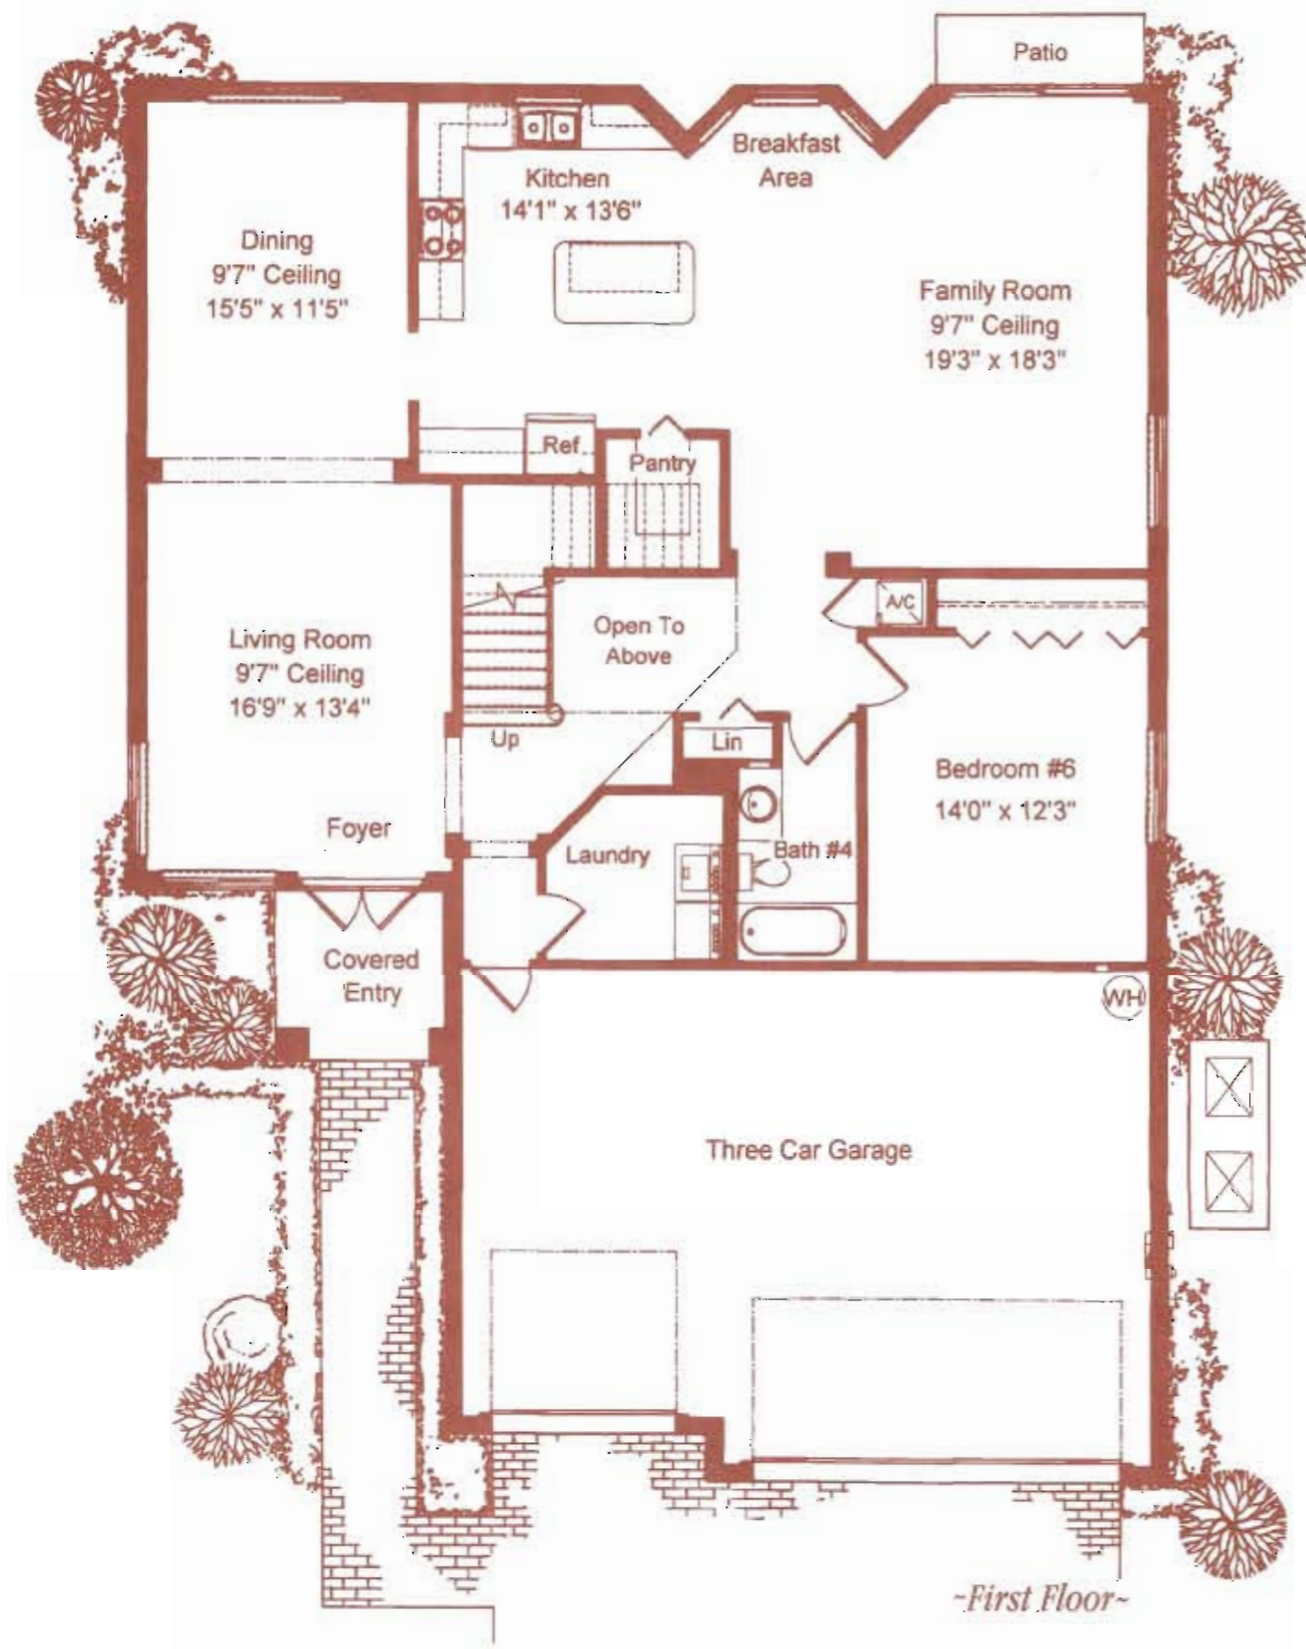 Patio
Breakfast
Area
Kitchen
14'1" x 13'6"
Dining
9'7" Ceiling
15'5" x 11'5"
Family Room
9'7" Ceiling
19'3" x 18'3"
Ref
Pantry
A/C
Open To
Above
Living Room
9'7" Ceiling
16'9" x 13'4"
Up
Lin
Bedroom #6
14'0" x 12'3"
Foyer
Laundry
Bath #4
Covered
Entry
WH
Three Car Garage
~First Floor~